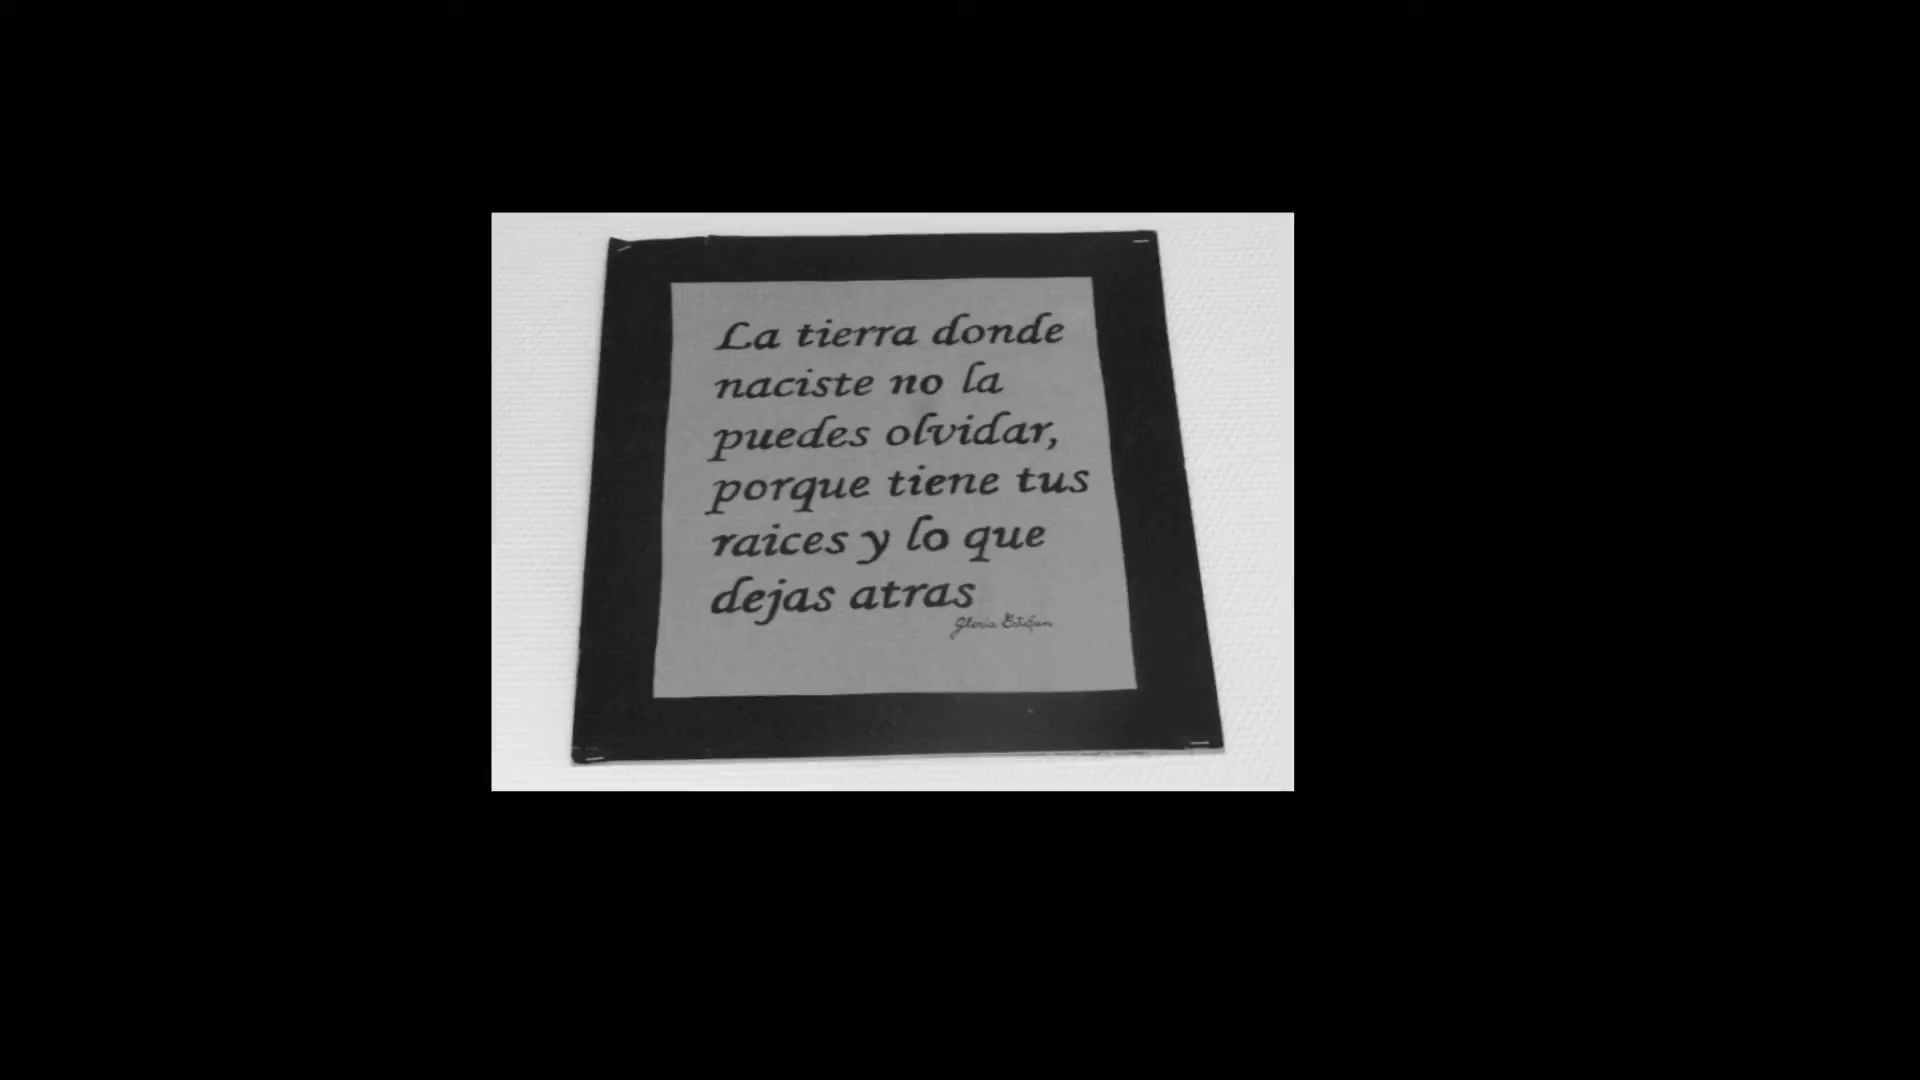 La tierra donde
naciste no la
puedes olvidar,
porque tiene tus
raices y lo que
dejas atras
Gloria Estefan